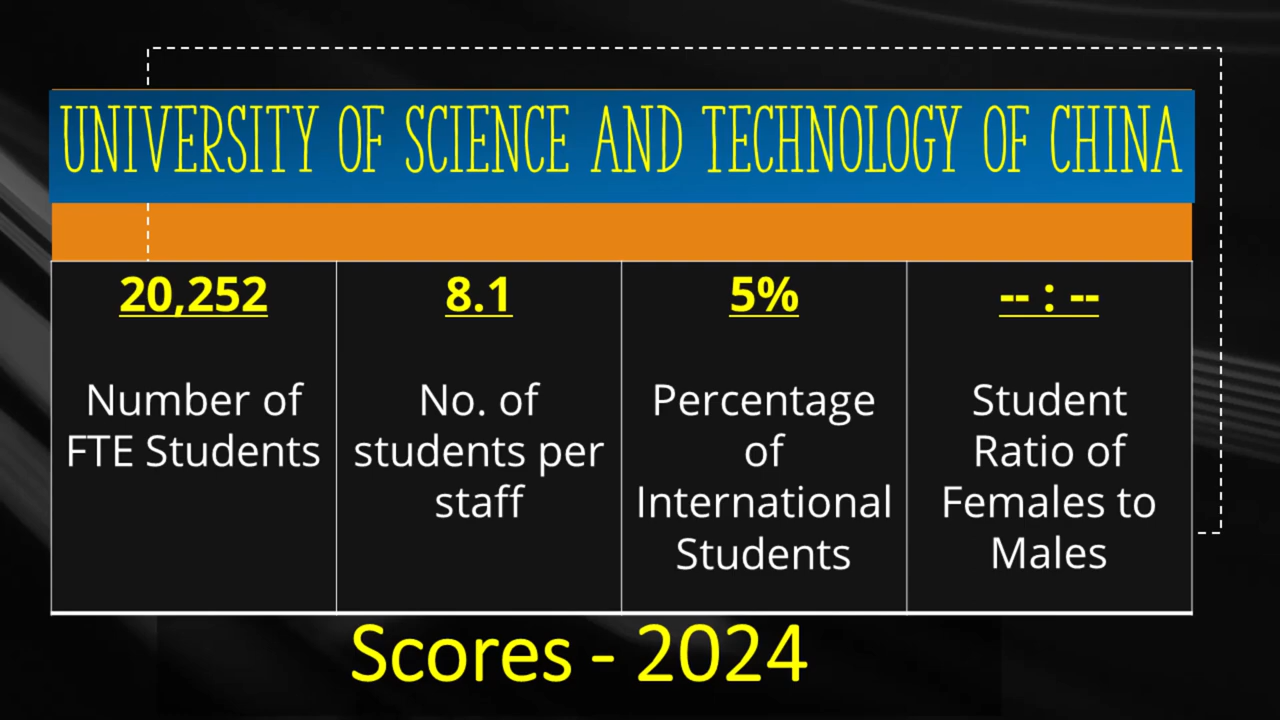 UNIVERSITY OF SCIENCE AND TECHNOLOGY OF CHINA
20,252
Number of
FTE Students
8.1
No. of
students per
staff
5%
Percentage
of
International
Students
-- : --
Student
Ratio of
Females to
Males
Scores - 2024